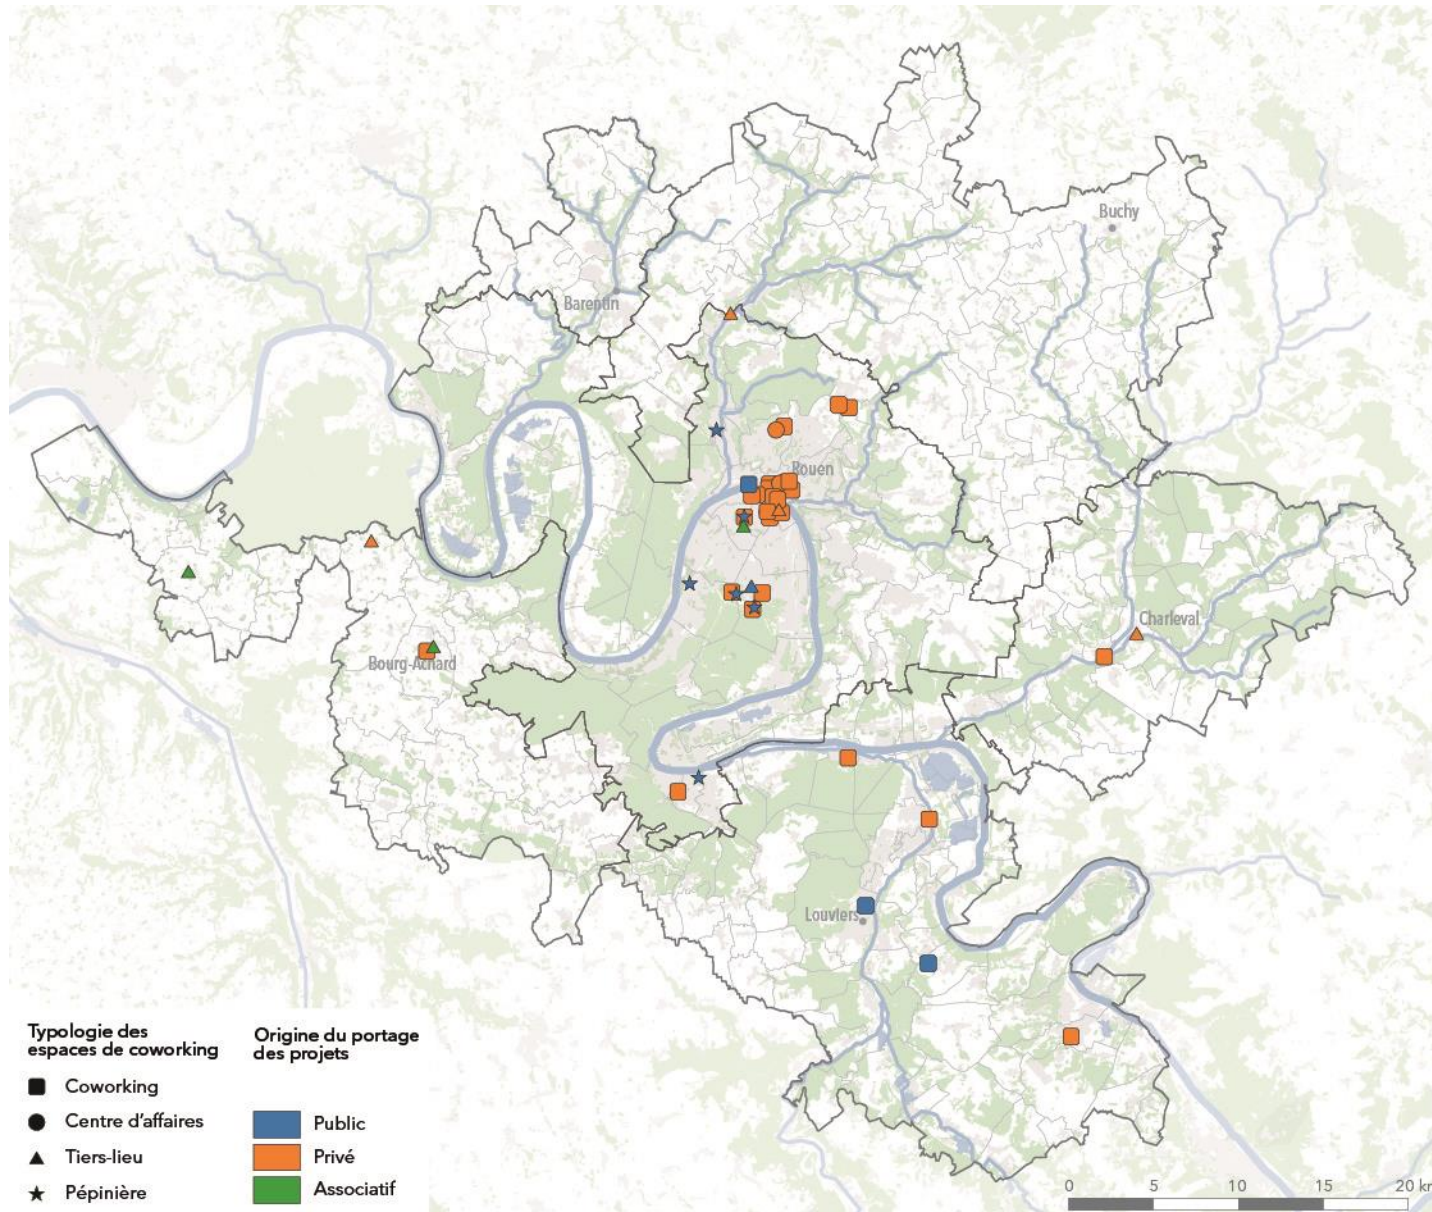 Buchy
Barentin
Rouen
Charleval
Bourg-Achard
Louviers
Typologie des
espaces de coworking
Coworking
Centre d'affaires
Tiers-lieu
Pépinière
Origine du portage
des projets
Public
Privé
Associatif
0 5 10 15 20 km